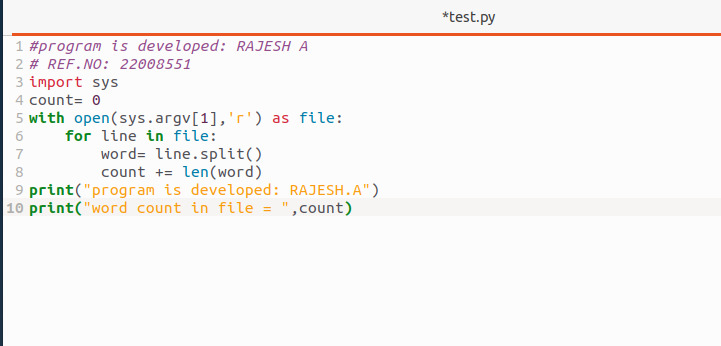 *test.py
1 #program is developed: RAJESH A
2 # REF.NO: 22008551
3 import sys
4 count= 0
5 with open(sys.argv[1],'r') as file:
6     for line in file:
7         word= line.split()
8         count += len(word)
9 print("program is developed: RAJESH.A")
10 print("word count in file = ",count)